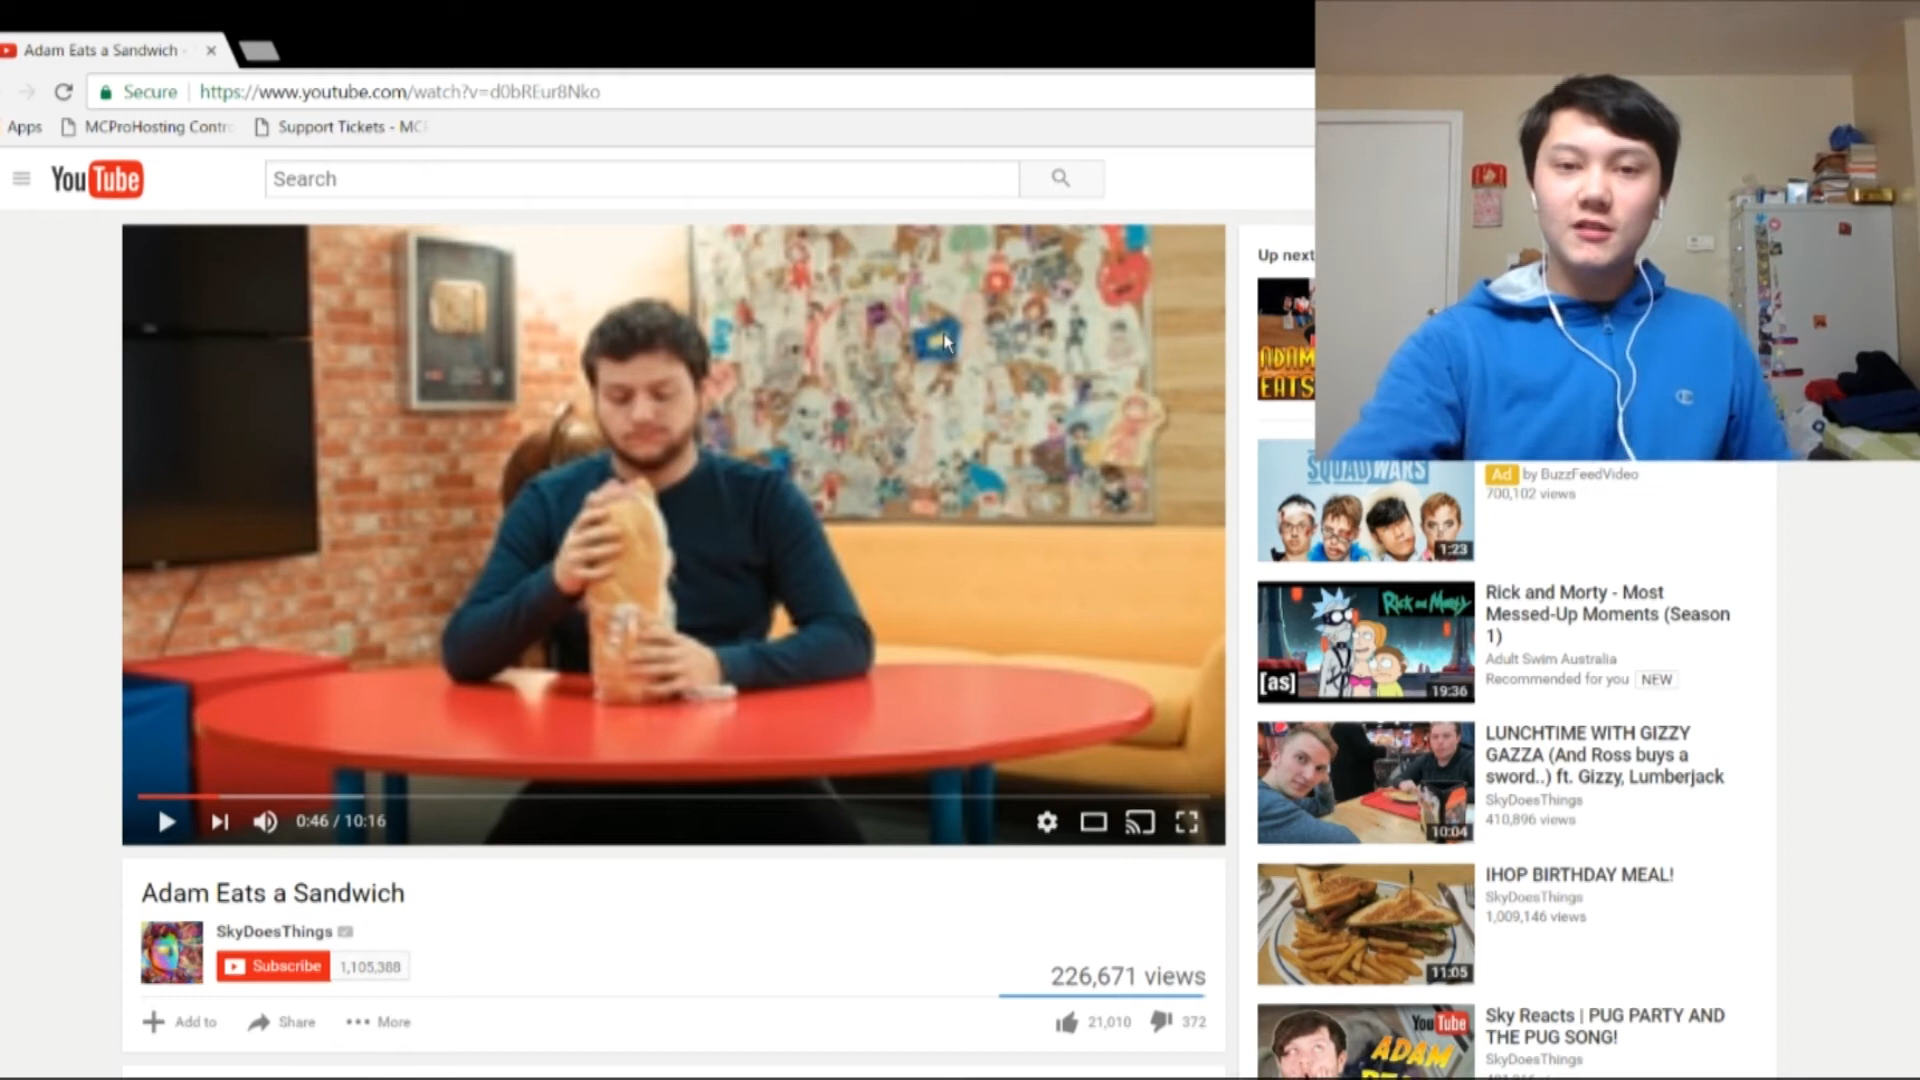 Adam Eats a Sandwich -
Secure
https://www.youtube.com/watch?v=d0bREur8Nko
Apps
MCProHosting Contr
Support Tickets - MC
YouTube
Search
Up next
ADAM
EATS
SQUAD WARS
1:23
Ad by BuzzFeedVideo
700,102 views
Rick and Morty
[as]
19:36
Rick and Morty - Most
Messed-Up Moments (Season
1)
Adult Swim Australia
Recommended for you NEW
10:04
LUNCHTIME WITH GIZZY
GAZZA (And Ross buys a
sword..) ft. Gizzy, Lumberjack
SkyDoesThings
410,896 views
11:05
IHOP BIRTHDAY MEAL!
SkyDoesThings
1,009,146 views
YouTube
ADAM
Sky Reacts | PUG PARTY AND
THE PUG SONG!
SkyDoesThings
0:46 / 10:16
Adam Eats a Sandwich
SkyDoesThings
Subscribe 1,105,388
226,671 views
Add to
Share
More
21,010
372